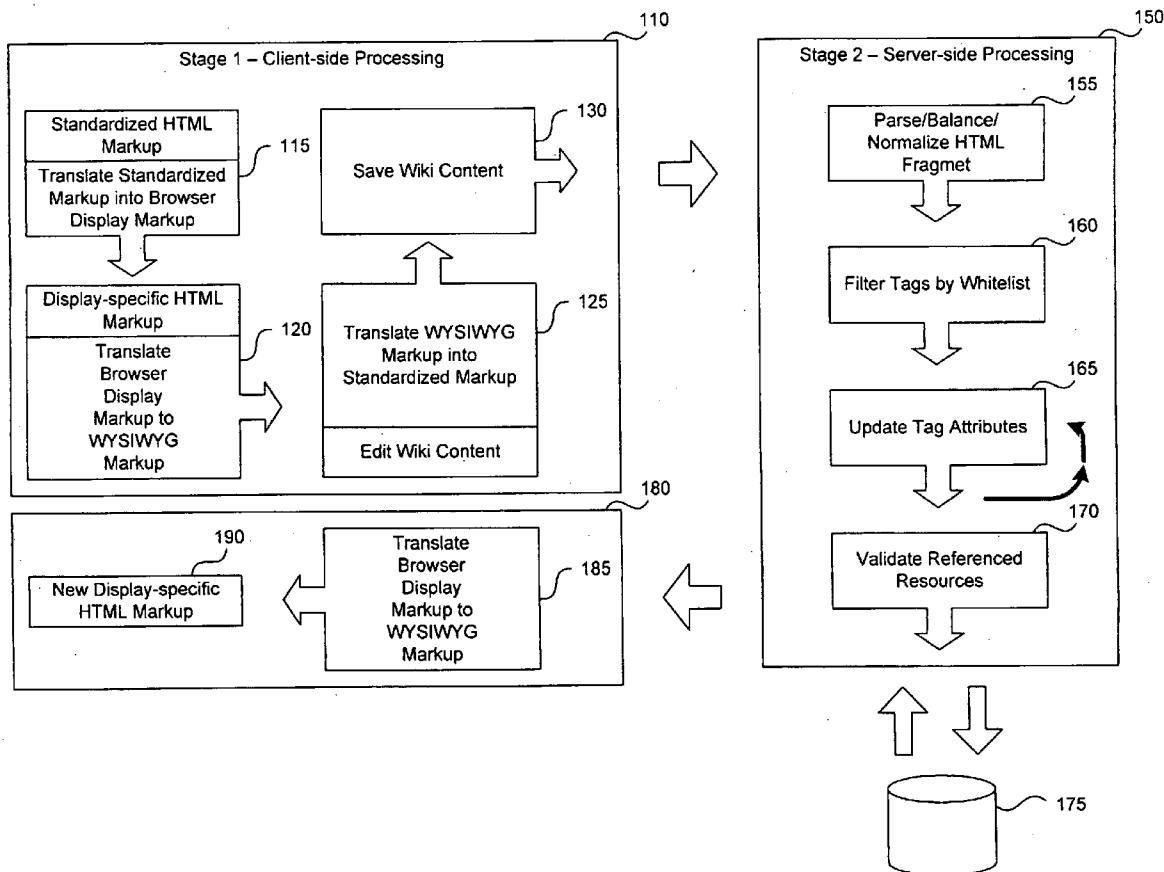 110
Stage 1 – Client-side Processing
Standardized HTML
Markup
115
Translate Standardized
Markup into Browser
Display Markup
130
Save Wiki Content
Display-specific HTML
Markup
120
Translate
Browser
Display
Markup to
WYSIWYG
Markup
125
Translate WYSIWYG
Markup into
Standardized Markup
Edit Wiki Content
150
Stage 2 – Server-side Processing
155
Parse/Balance/
Normalize HTML
Fragmet
160
Filter Tags by Whitelist
165
Update Tag Attributes
170
Validate Referenced
Resources
175
180
185
Translate
Browser
Display
Markup to
WYSIWYG
Markup
190
New Display-specific
HTML Markup